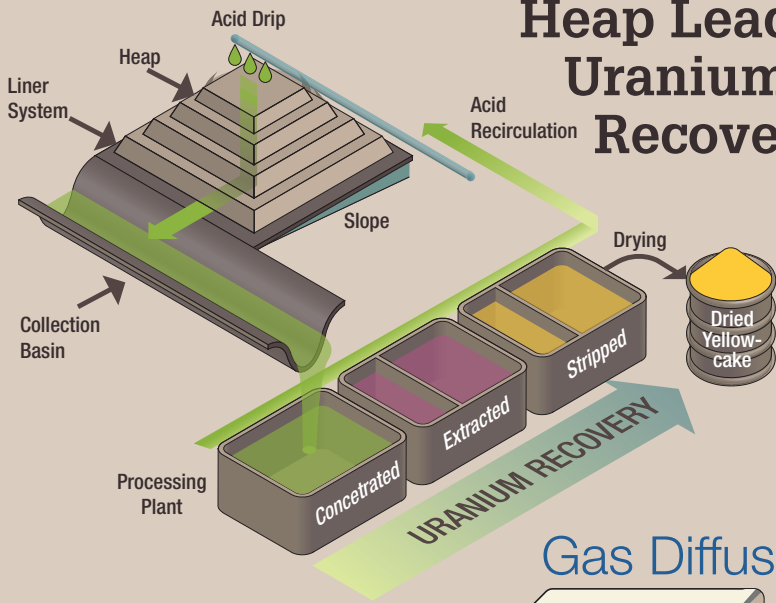 Heap Leac
Uranium
Recove
Acid Drip
Heap
Liner
System
Acid
Recirculation
Slope
Drying
Collection
Basin
Dried
Yellow-
cake
Stripped
Extracted
Concetrated
Processing
Plant
URANIUM RECOVERY
Gas Diffus